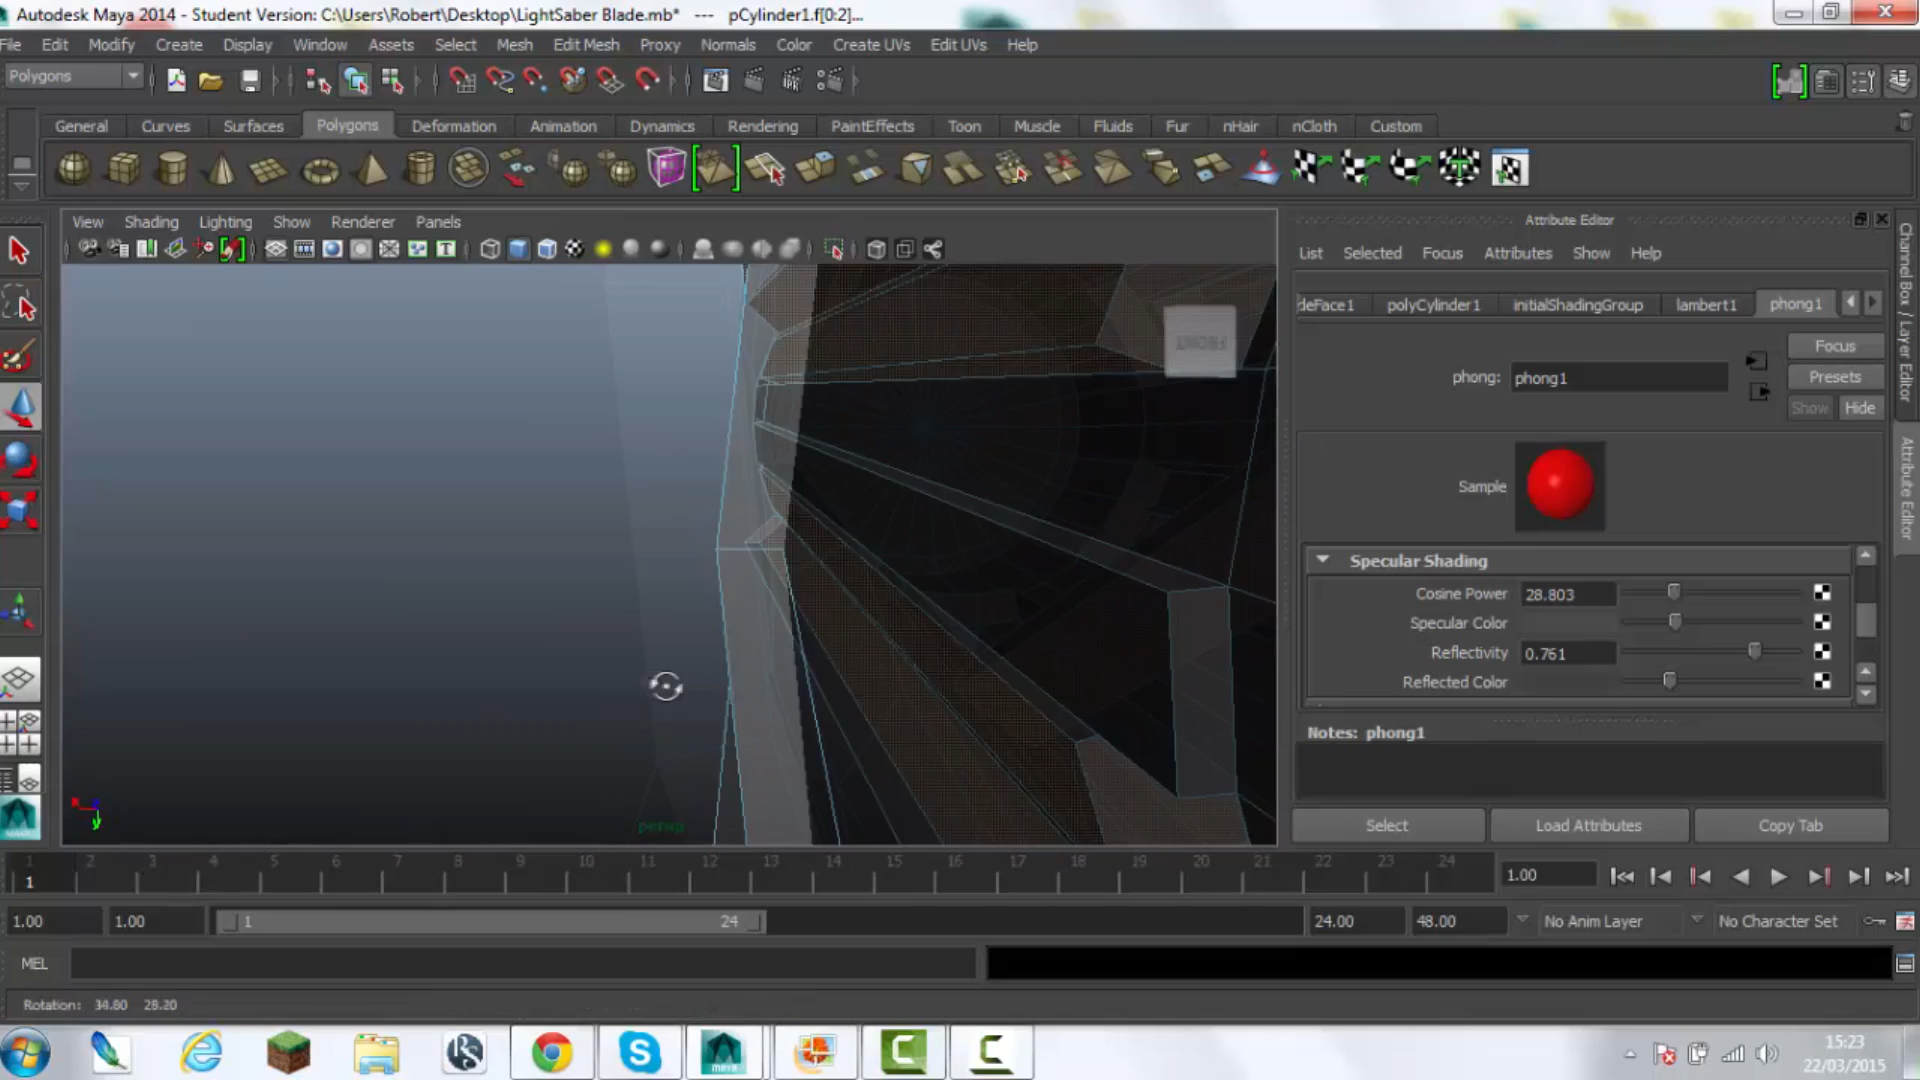 Autodesk Maya 2014 - Student Version: C:\Users\Robert\Desktop\LightSaber Blade.mb* --- pCylinder1.f[0:2]...
File Edit Modify Create Display Window Assets Select Mesh Edit Mesh Proxy Normals Color Create UVs Edit UVs Help
Polygons
General Curves Surfaces Polygons Deformation Animation Dynamics Rendering PaintEffects Toon Muscle Fluids Fur nHair nCloth Custom
View Shading Lighting Show Renderer Panels
Attribute Editor
List Selected Focus Attributes Show Help
deFace1 polyCylinder1 initialShadingGroup lambert1 phong1
Focus
phong: phong1
Presets
Show Hide
Sample
Specular Shading
Cosine Power 28.803
Specular Color
Reflectivity 0.761
Reflected Color
Notes: phong1
Select Load Attributes Copy Tab
Channel Box / Layer Editor
Attribute Editor
FRONT
T
x
y
persp
1 2 3 4 5 6 7 8 9 10 11 12 13 14 15 16 17 18 19 20 21 22 23 24
1
1.00
1.00 1.00 1 24 24.00 48.00 No Anim Layer No Character Set
MEL
Rotation: 34.80 28.20
15:23
22/03/2015